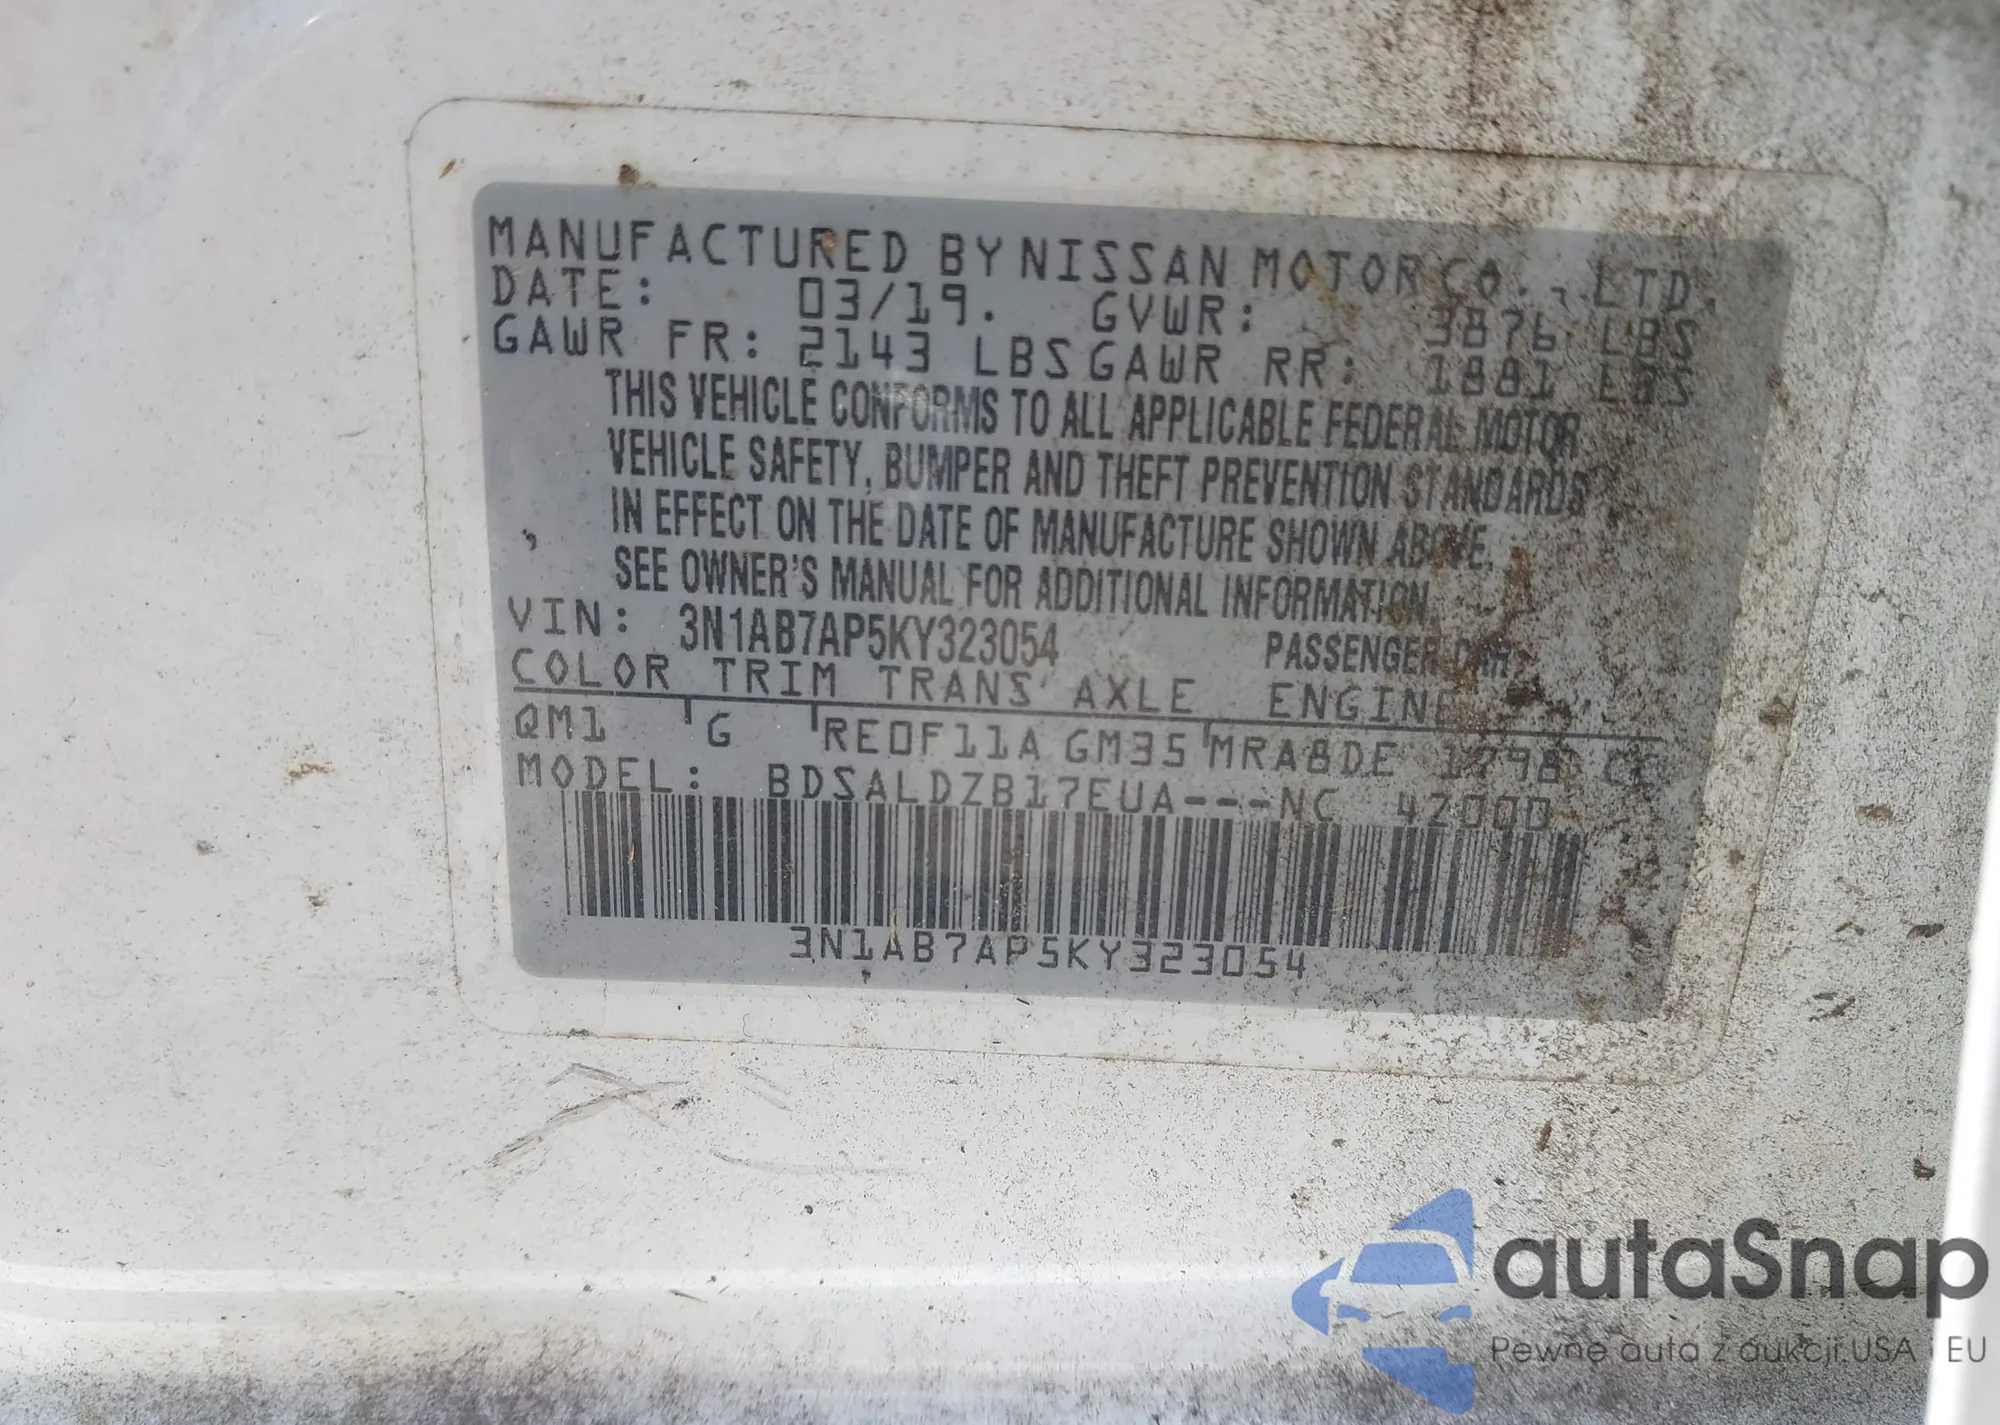 MANUFACTURED BY NISSAN MOTOR CO., LTD.
DATE: 03/19. GVWR: 3876 LBS
GAWR FR: 2143 LBS GAWR RR: 1881 LBS
THIS VEHICLE CONFORMS TO ALL APPLICABLE FEDERAL MOTOR
VEHICLE SAFETY, BUMPER AND THEFT PREVENTION STANDARDS
IN EFFECT ON THE DATE OF MANUFACTURE SHOWN ABOVE.
SEE OWNER'S MANUAL FOR ADDITIONAL INFORMATION.
VIN: 3N1AB7AP5KY323054 PASSENGER CAR
COLOR TRIM TRANS AXLE ENGINE
QM1 G RE0F11A GM35 MRA8DE 1798 CC
MODEL: BDSALDZB17EUA---NC 42000
3N1AB7AP5KY323054
autaSnap
Pewne auta z aukcji USA i EU